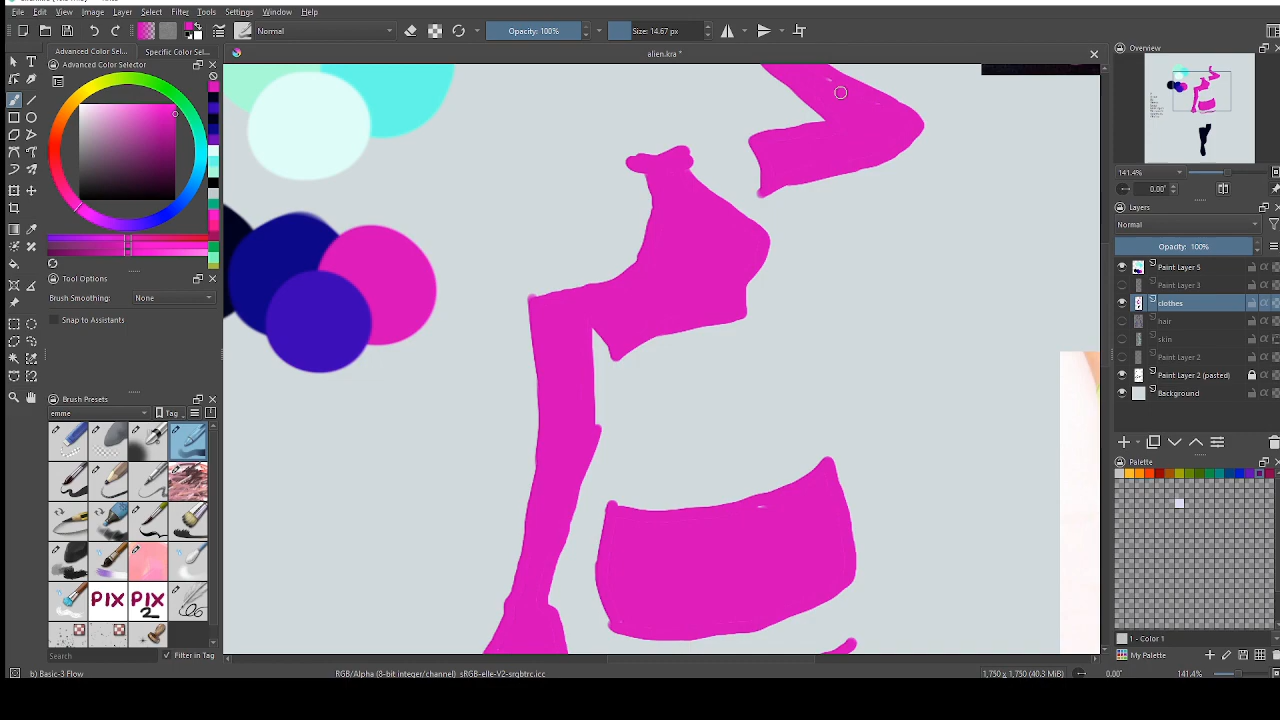 File Edit View Image Layer Select Filter Tools Settings Window Help
Normal Opacity: 100% Size: 14.67 px
Advanced Color Sel... Specific Color Sel...
alien.kra *
Overview
Advanced Color Selector
141.4%
0.00°
Layers
Normal
Opacity: 100%
Paint Layer 5
Tool Options
Paint Layer 3
Brush Smoothing: None
clothes
Snap to Assistants
hair
skin
Paint Layer 2
Paint Layer 2 (pasted)
Background
Brush Presets
emme Tag
Palette
PIX PIX
2
1 - Color 1
Search Filter in Tag
My Palette
b) Basic-3 Flow RGB/Alpha (8-bit integer/channel) sRGB-elle-V2-srgbtrc.icc 1,750 x 1,750 (40.3 MiB) 0.00° 141.4%